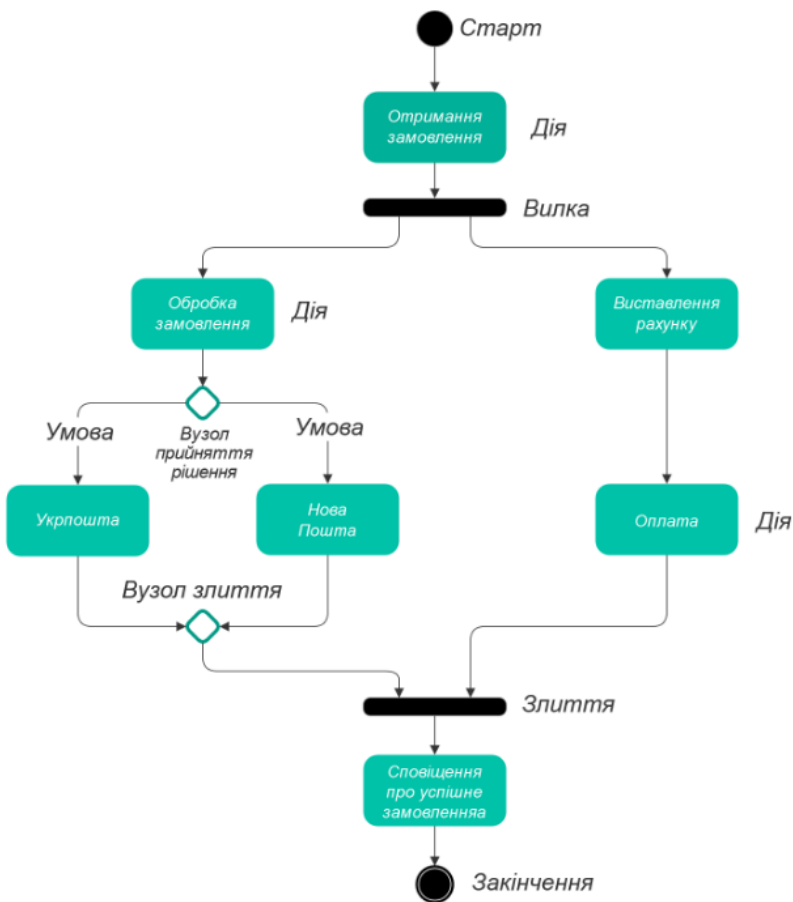 Старт
Отримання
замовлення
Дія
Вилка
Обробка
замовлення
Дія
Виставлення
рахунку
Умова
Вузол
прийняття
рішення
Умова
Укрпошта
Нова
Пошта
Оплата
Дія
Вузол злиття
Злиття
Сповіщення
про успішне
замовленняа
Закінчення